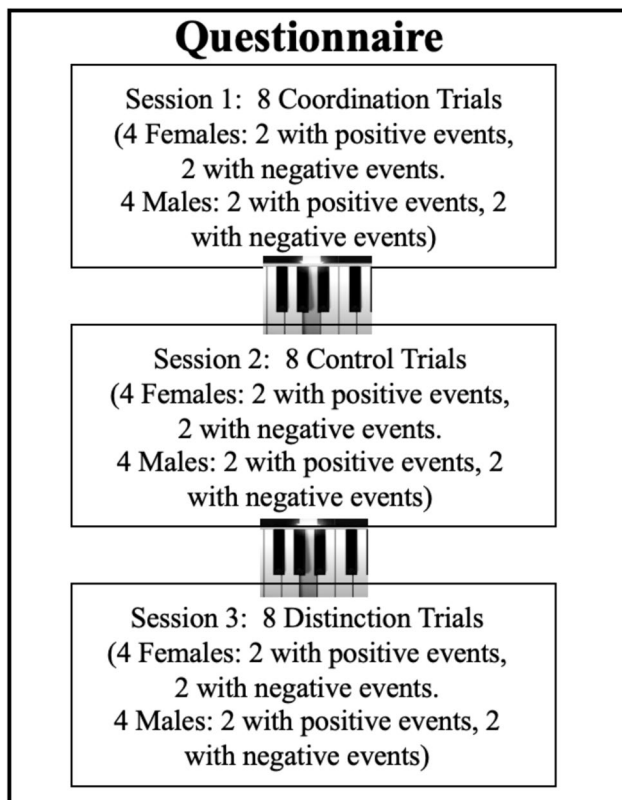 Questionnaire
Session 1:  8 Coordination Trials
(4 Females: 2 with positive events,
2 with negative events.
4 Males: 2 with positive events, 2
with negative events)
Session 2:  8 Control Trials
(4 Females: 2 with positive events,
2 with negative events.
4 Males: 2 with positive events, 2
with negative events)
Session 3:  8 Distinction Trials
(4 Females: 2 with positive events,
2 with negative events.
4 Males: 2 with positive events, 2
with negative events)